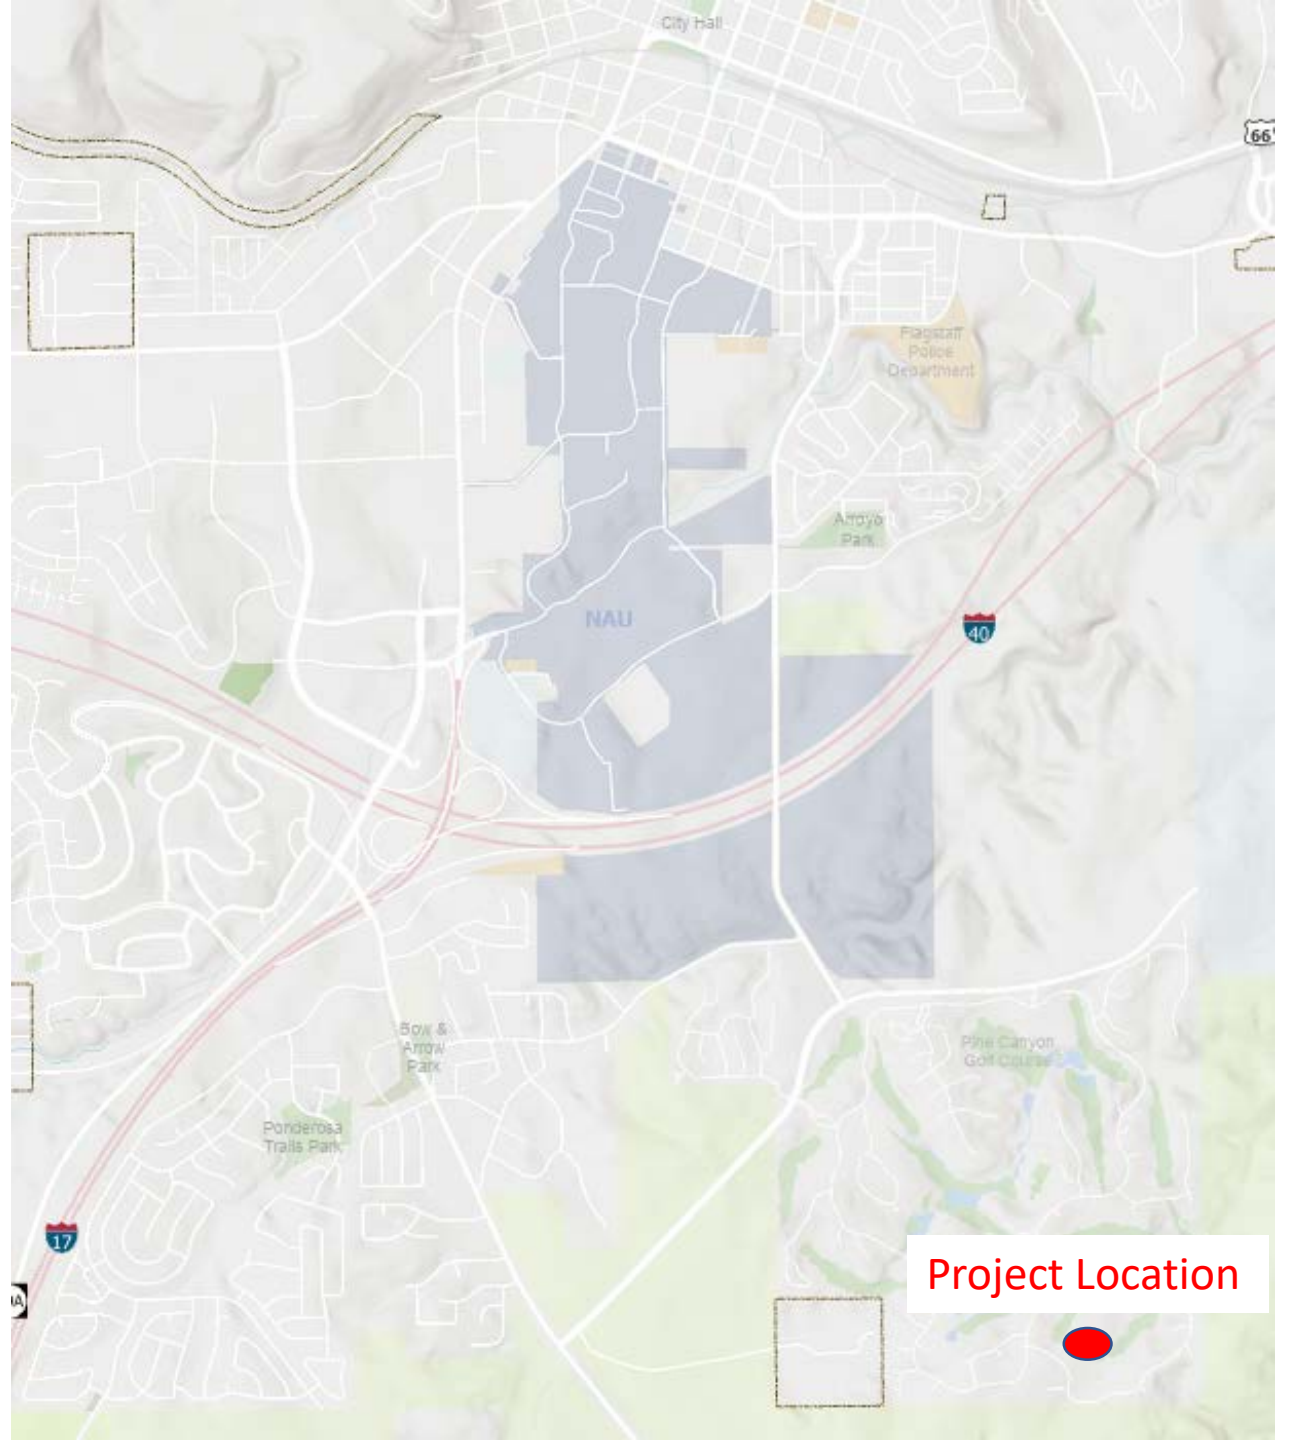 City Hall
66
Flagstaff
Police
Department
Arroyo
Park
NAU
40
Bow &
Arrow
Park
Pine Canyon
Golf Course
Ponderosa
Trails Park
17
Project Location